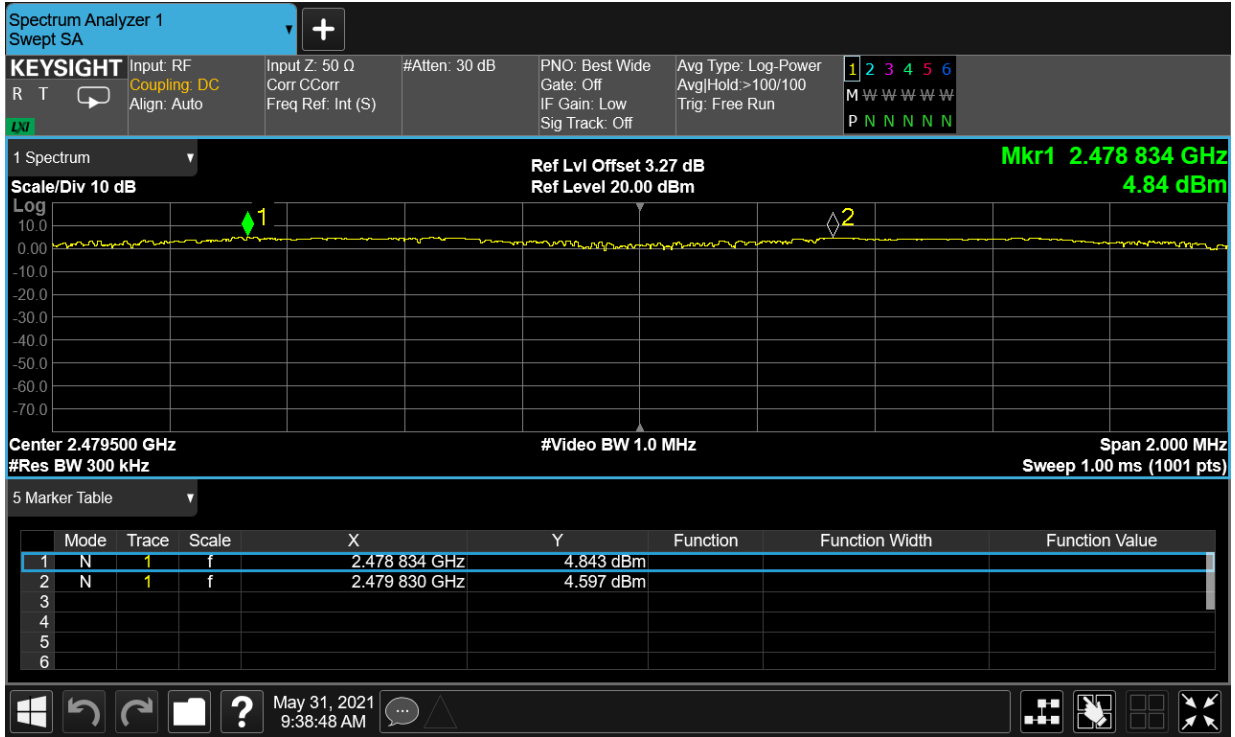 Spectrum Analyzer 1
Swept SA
KEYSIGHT Input: RF Input Z: 50 Ω #Atten: 30 dB PNO: Best Wide Avg Type: Log-Power 1 2 3 4 5 6
R T Coupling: DC Corr CCorr Gate: Off Avg|Hold:>100/100 M W W W W W
Align: Auto Freq Ref: Int (S) IF Gain: Low Trig: Free Run
LXI Sig Track: Off P N N N N N
1 Spectrum Ref Lvl Offset 3.27 dB Mkr1 2.478 834 GHz
Scale/Div 10 dB Ref Level 20.00 dBm 4.84 dBm
Log
10.0 1 2
0.00
-10.0
-20.0
-30.0
-40.0
-50.0
-60.0
-70.0
Center 2.479500 GHz #Video BW 1.0 MHz Span 2.000 MHz
#Res BW 300 kHz Sweep 1.00 ms (1001 pts)
5 Marker Table
Mode Trace Scale X Y Function Function Width Function Value
1 N 1 f 2.478 834 GHz 4.843 dBm
2 N 1 f 2.479 830 GHz 4.597 dBm
3
4
5
6
? May 31, 2021
9:38:48 AM